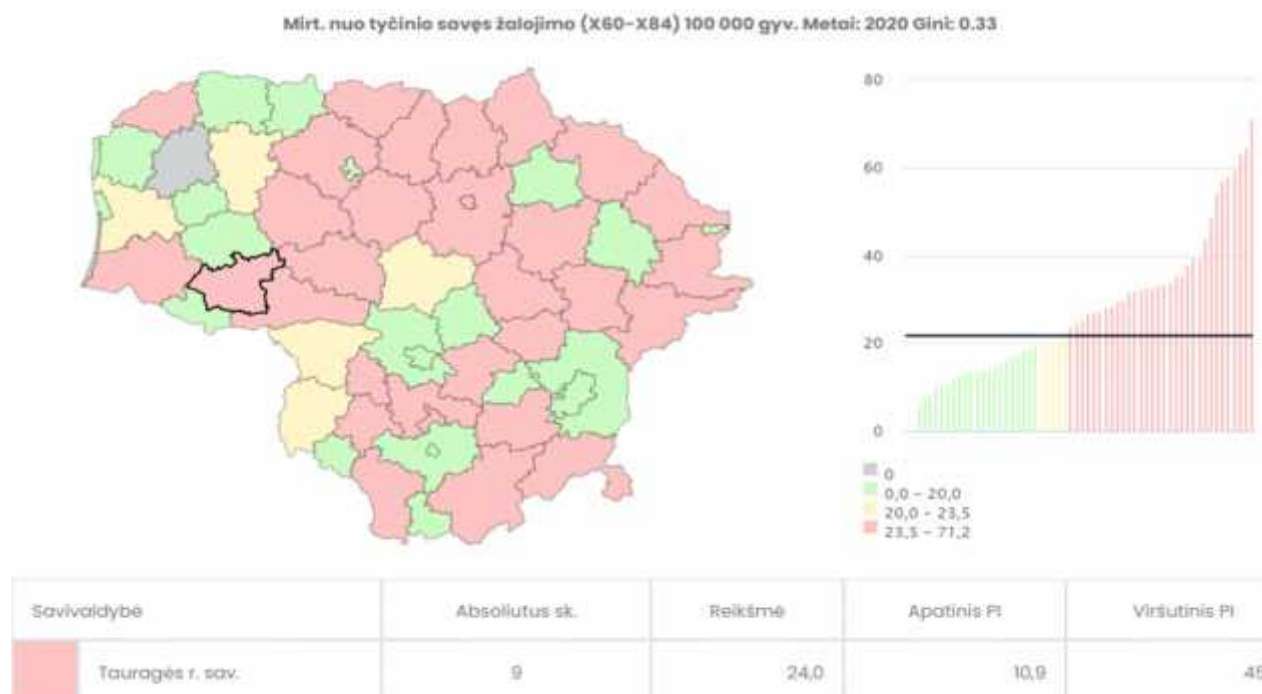 Mirt. nuo tyčinio savęs žalojimo (X60-X84) 100 000 gyv. Metai: 2020 Gini: 0.33
80
60
40
20
0
0
0,0 - 20,0
20,0 - 23,5
23,5 - 71,2
Savivaldybė Absoliutus sk. Reikšmė Apatinis PI Viršutinis PI
Tauragės r. sav. 9 24,0 10,9 45